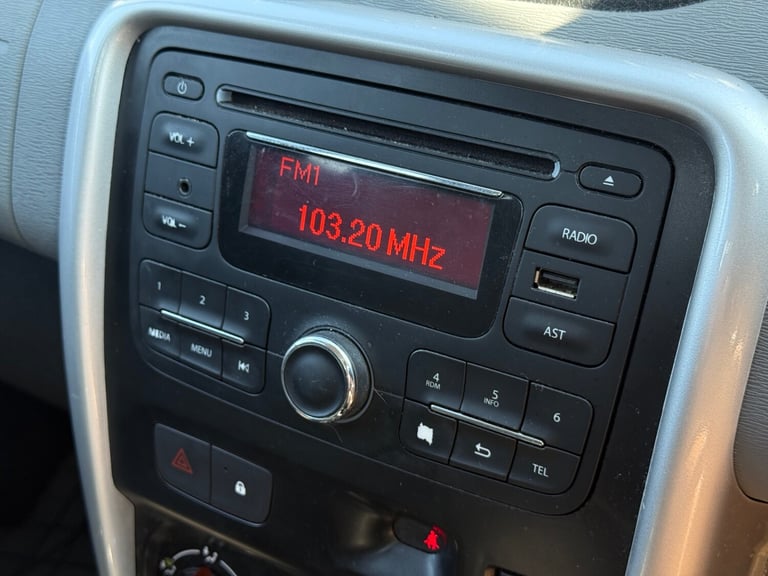 VOL +
FM1
103.20 MHz
VOL −
RADIO
AST
1
2
3
MEDIA
MENU
4
RDM
5
INFO
6
TEL